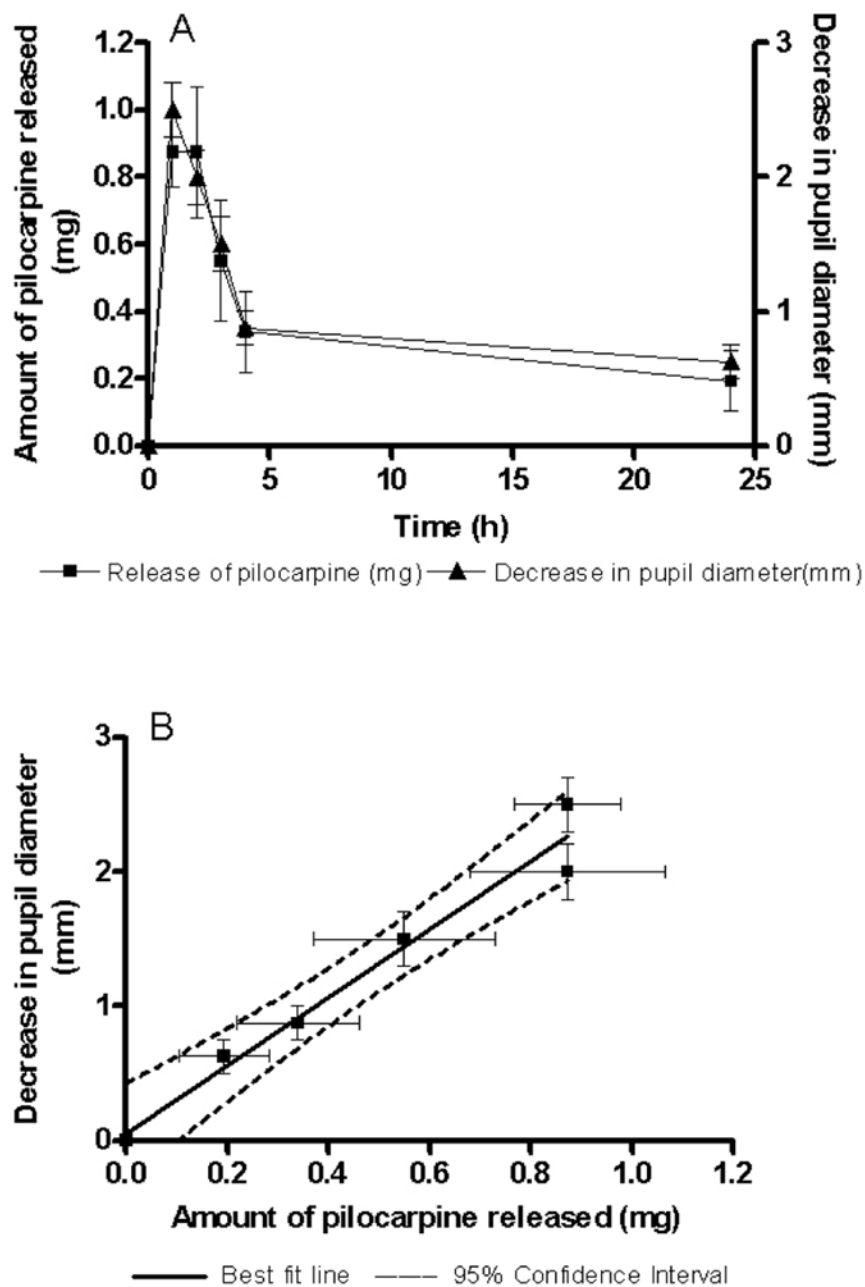 A
Amount of pilocarpine released
(mg)
1.2
1.0
0.8
0.6
0.4
0.2
0.0
Decrease in pupil diameter (mm)
3
2
1
0
0 5 10 15 20 25
Time (h)
Release of pilocarpine (mg) Decrease in pupil diameter(mm)
B
Decrease in pupil diameter
(mm)
3
2
1
0
0.0 0.2 0.4 0.6 0.8 1.0 1.2
Amount of pilocarpine released (mg)
Best fit line 95% Confidence Interval